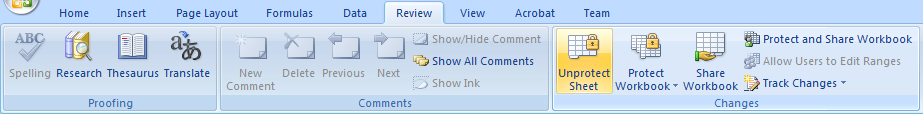 Home Insert Page Layout Formulas Data Review View Acrobat Team
ABC
Spelling Research Thesaurus Translate
Proofing
New Comment Delete Previous Next
Show/Hide Comment
Show All Comments
Show Ink
Comments
Unprotect Sheet
Protect Workbook
Share Workbook
Protect and Share Workbook
Allow Users to Edit Ranges
Track Changes
Changes